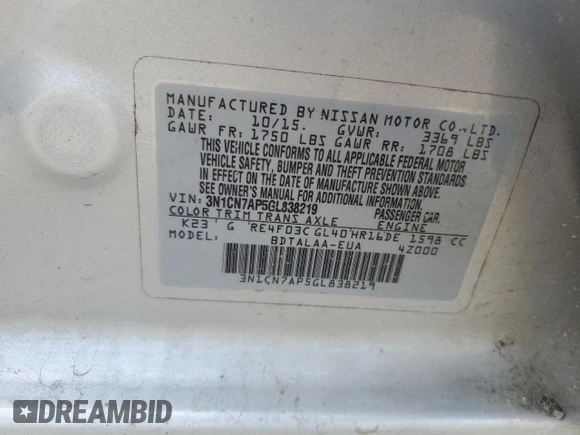 MANUFACTURED BY NISSAN MOTOR CO.,LTD.
DATE: 10/15. GVWR: 3369 LBS
GAWR FR: 1750 LBS GAWR RR: 1708 LBS
THIS VEHICLE CONFORMS TO ALL APPLICABLE FEDERAL MOTOR
VEHICLE SAFETY, BUMPER AND THEFT PREVENTION STANDARDS
IN EFFECT ON THE DATE OF MANUFACTURE SHOWN ABOVE.
SEE OWNER'S MANUAL FOR ADDITIONAL INFORMATION.
VIN: 3N1CN7AP5GL838219 PASSENGER CAR.
COLOR TRIM TRANS AXLE ENGINE
K23 G RE4F03C GL40 HR16DE 1598 CC
MODEL: BDTALAA-EUA 4Z000
3N1CN7AP5GL838219
DREAMBID